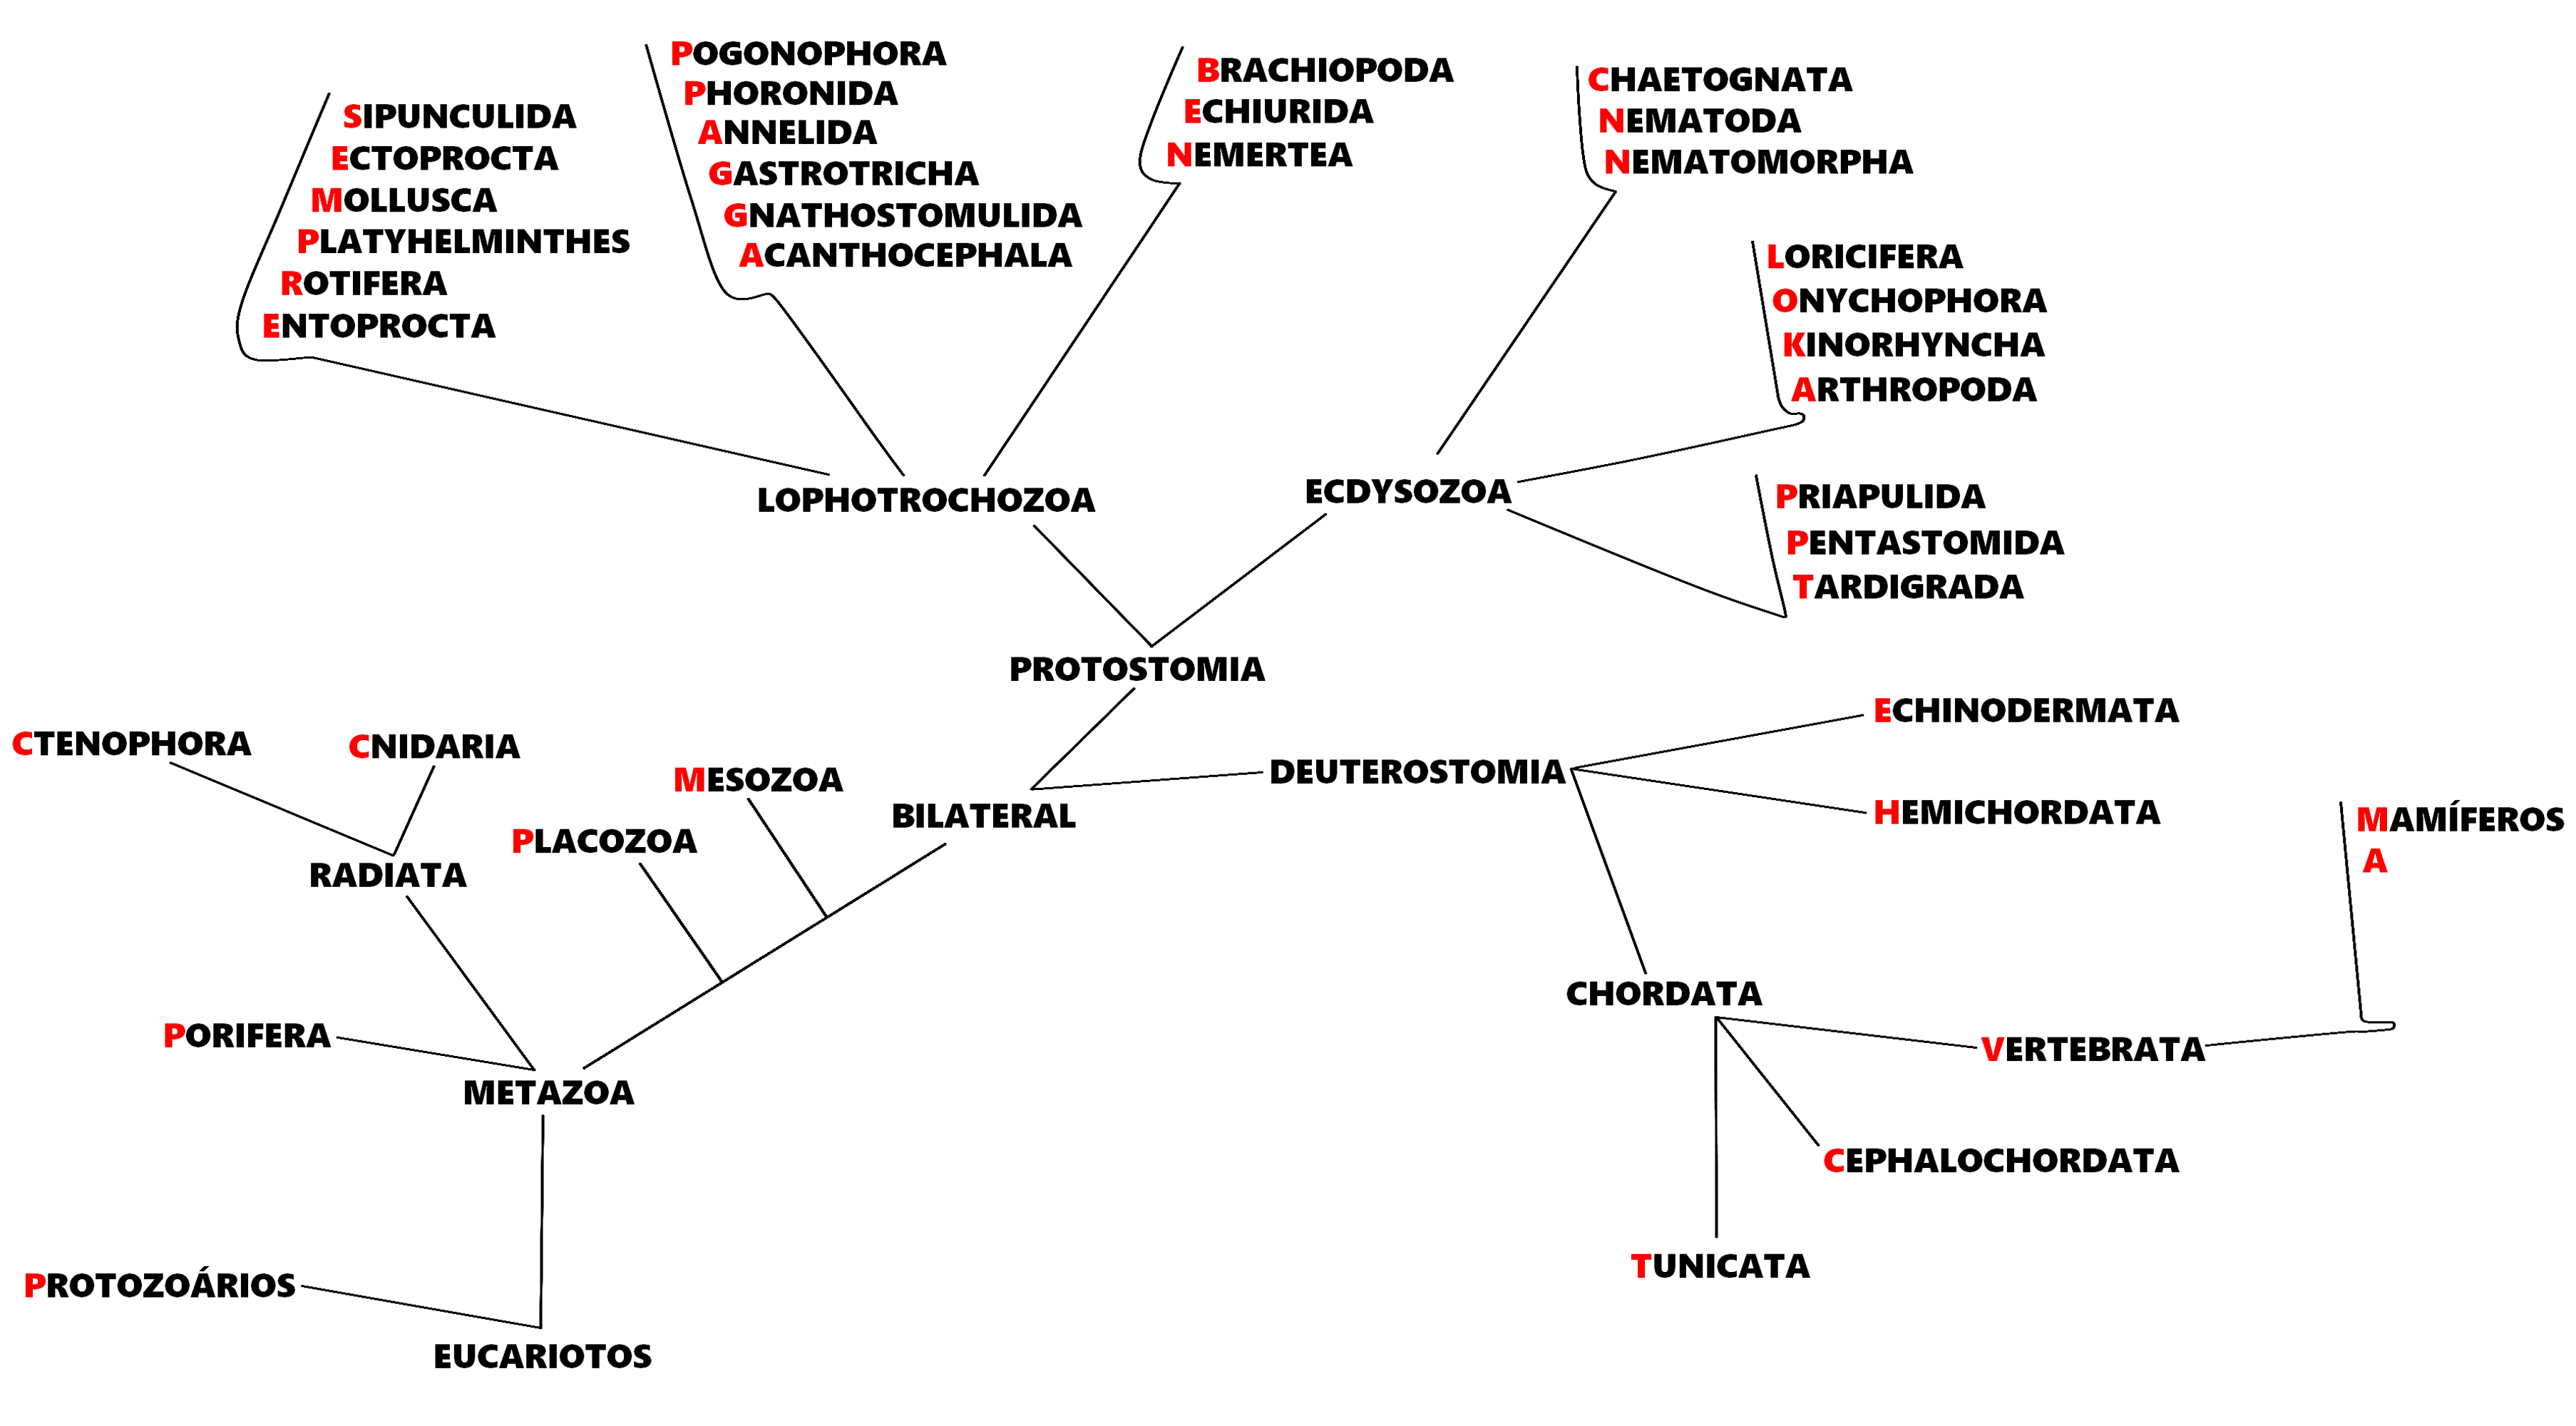 SIPUNCULIDA
ECTOPROCTA
MOLLUSCA
PLATYHELMINTHES
ROTIFERA
ENTOPROCTA
POGONOPHORA
PHORONIDA
ANNELIDA
GASTROTRICHA
GNATHOSTOMULIDA
ACANTHOCEPHALA
BRACHIOPODA
ECHIURIDA
NEMERTEA
CHAETOGNATA
NEMATODA
NEMATOMORPHA
LORICIFERA
ONYCHOPHORA
KINORHYNCHA
ARTHROPODA
PRIAPULIDA
PENTASTOMIDA
TARDIGRADA
LOPHOTROCHOZOA
ECDYSOZOA
PROTOSTOMIA
CTENOPHORA
CNIDARIA
RADIATA
PLACOZOA
MESOZOA
BILATERAL
DEUTEROSTOMIA
ECHINODERMATA
HEMICHORDATA
MAMÍFEROS
A
CHORDATA
VERTEBRATA
CEPHALOCHORDATA
TUNICATA
PORIFERA
METAZOA
PROTOZOÁRIOS
EUCARIOTOS